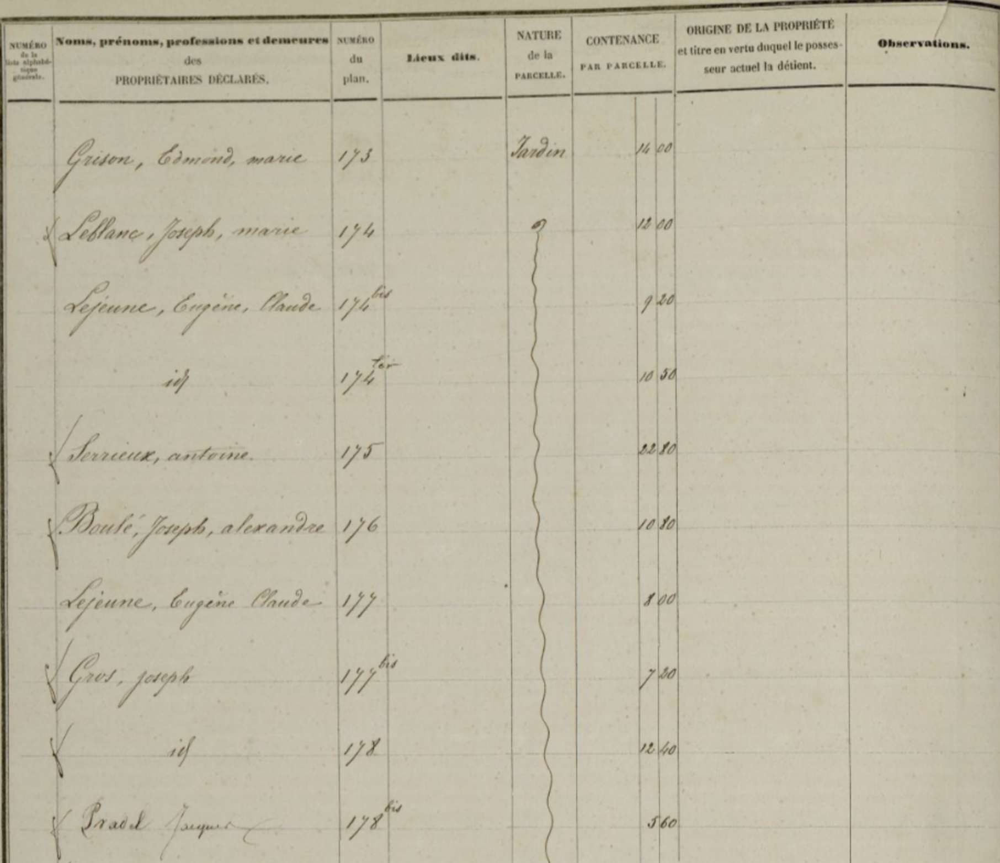 NUMÉRO de la liste alphabétique générale. Noms, prénoms, professions et demeures des PROPRIÉTAIRES DÉCLARÉS. NUMÉRO du plan. Lieux dits. NATURE de la PARCELLE. CONTENANCE PAR PARCELLE. ORIGINE DE LA PROPRIÉTÉ et titre en vertu duquel le possesseur actuel la détient. Observations.
Grison, Edmond, marie 173 Jardin 14 00
Leblanc, Joseph, marie 174 12 00
Lejeune, Eugène, Claude 174 bis 9 20
id 174 ter 10 50
Serrieux, antoine. 175 22 80
Boulé, Joseph, alexandre 176 10 80
Lejeune, Eugène Claude 177 8 00
Gros, joseph 177 bis 7 20
id 178 12 40
Pradel Jacques 178 bis 5 60